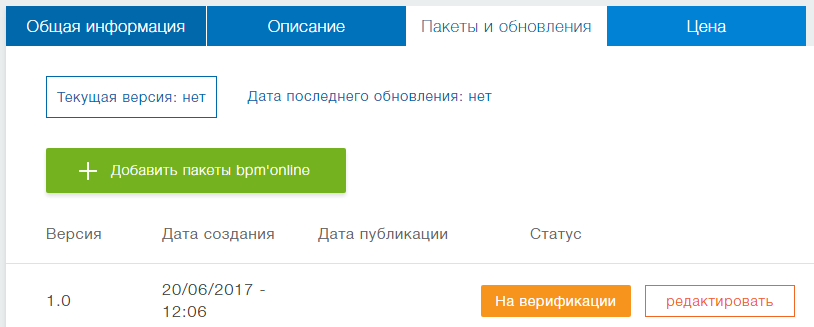 Общая информация
Описание
Пакеты и обновления
Цена
Текущая версия: нет
Дата последнего обновления: нет
Добавить пакеты bpm'online
Версия
Дата создания
Дата публикации
Статус
1.0
20/06/2017 -
12:06
На верификации
редактировать